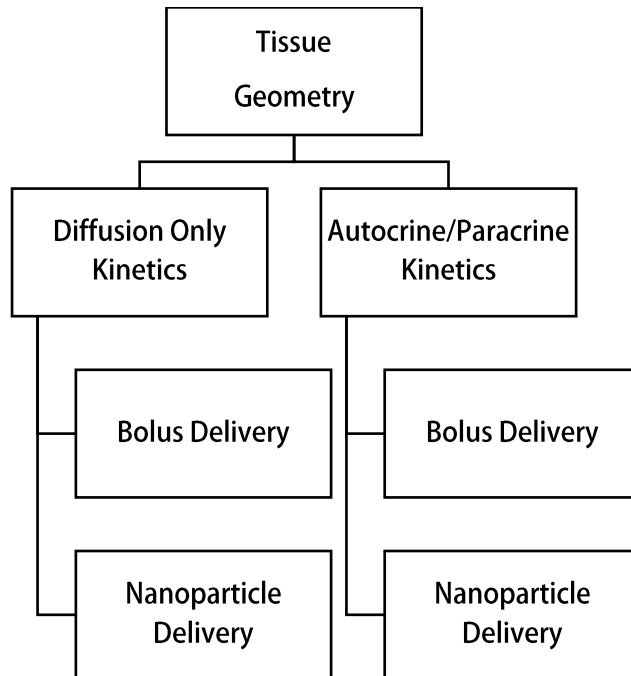 Tissue
Geometry
Diffusion Only
Kinetics
Autocrine/Paracrine
Kinetics
Bolus Delivery
Bolus Delivery
Nanoparticle
Delivery
Nanoparticle
Delivery